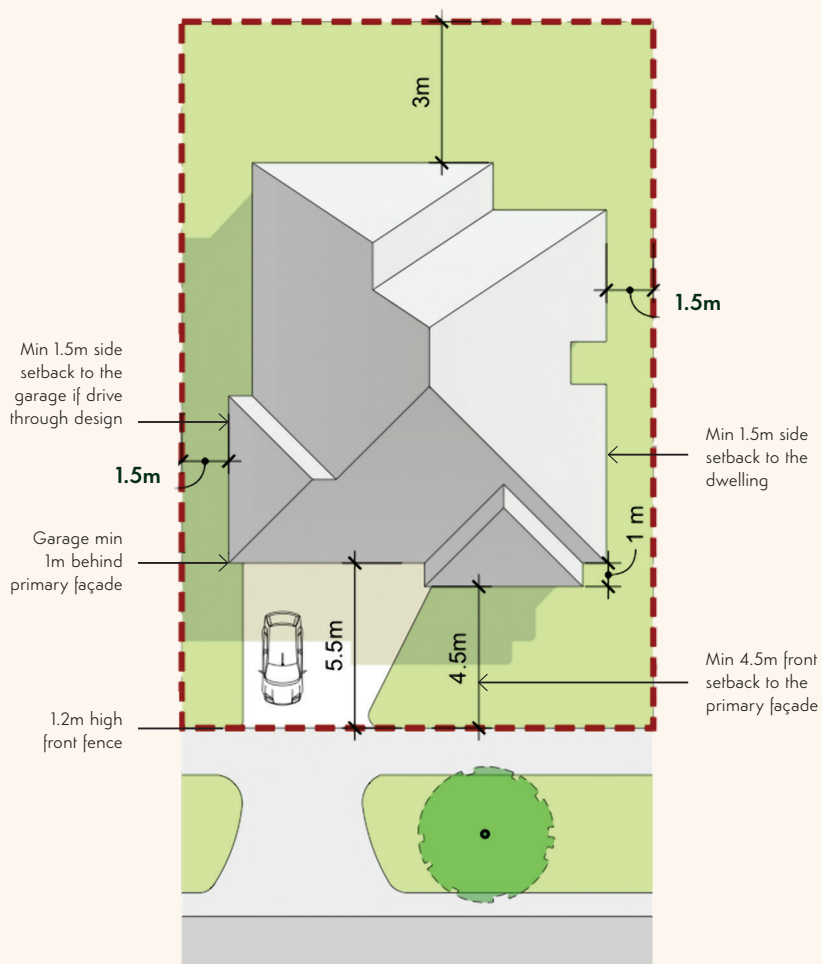 3m
1.5m
Min 1.5m side
setback to the
garage if drive
through design
1.5m
Min 1.5m side
setback to the
dwelling
Garage min
1m behind
primary façade
1 m
5.5m
4.5m
Min 4.5m front
setback to the
primary façade
1.2m high
front fence